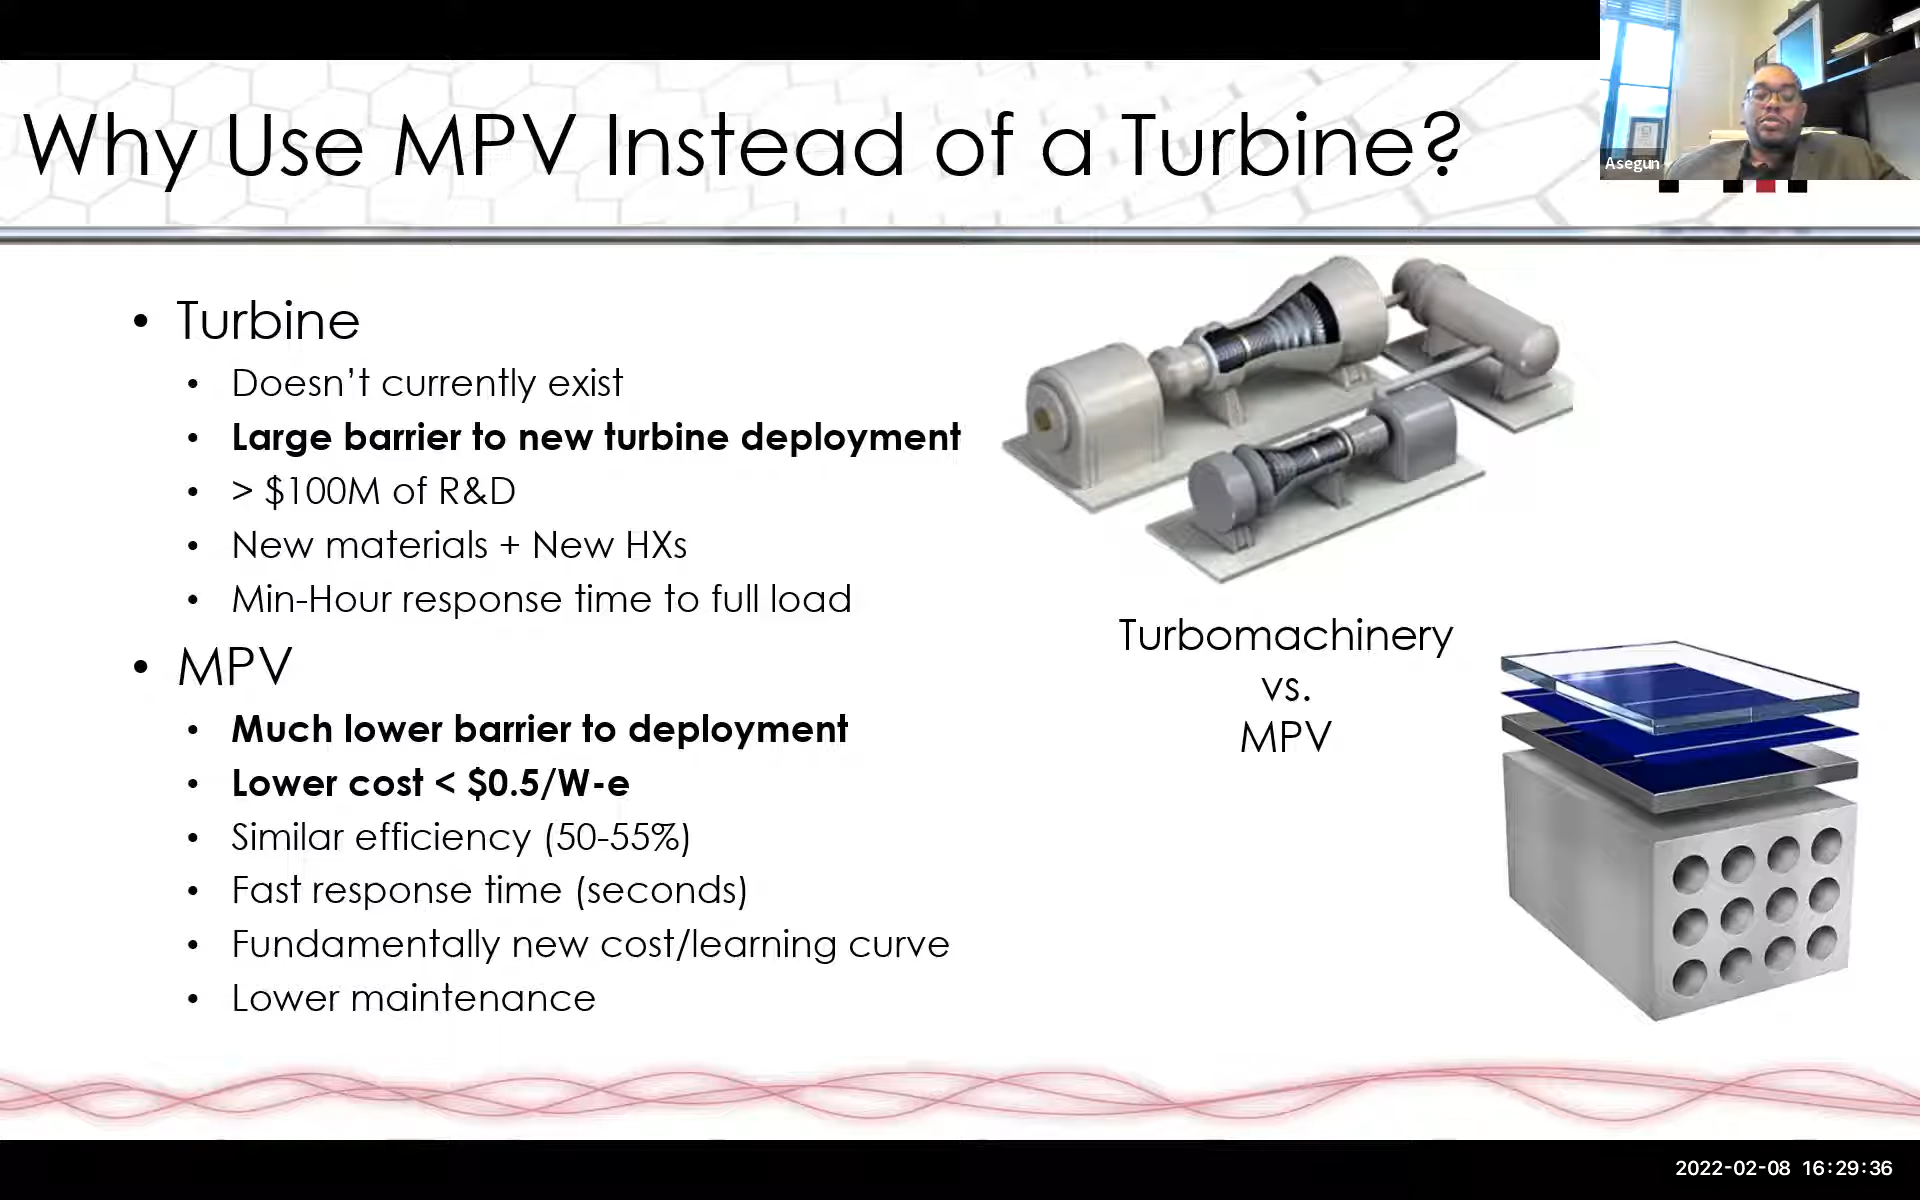 Why Use MPV Instead of a Turbine?
Asegun
• Turbine
• Doesn’t currently exist
• Large barrier to new turbine deployment
• > $100M of R&D
• New materials + New HXs
• Min-Hour response time to full load
• MPV
• Much lower barrier to deployment
• Lower cost < $0.5/W-e
• Similar efficiency (50-55%)
• Fast response time (seconds)
• Fundamentally new cost/learning curve
• Lower maintenance
Turbomachinery
vs.
MPV
2022-02-08 16:29:36